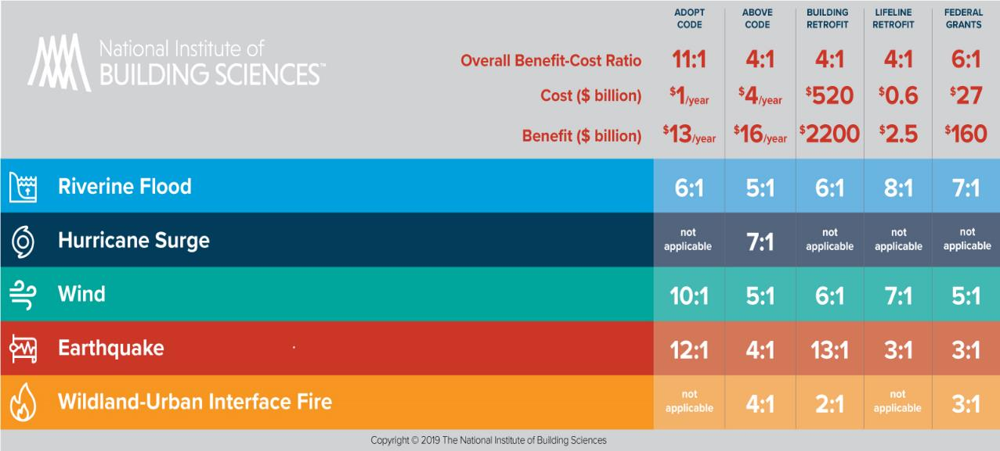 ADOPT CODE ABOVE CODE BUILDING RETROFIT LIFELINE RETROFIT FEDERAL GRANTS
National Institute of
BUILDING SCIENCES™
Overall Benefit-Cost Ratio 11:1 4:1 4:1 4:1 6:1
Cost ($ billion) $1/year $4/year $520 $0.6 $27
Benefit ($ billion) $13/year $16/year $2200 $2.5 $160
Riverine Flood 6:1 5:1 6:1 8:1 7:1
Hurricane Surge not applicable 7:1 not applicable not applicable not applicable
Wind 10:1 5:1 6:1 7:1 5:1
Earthquake 12:1 4:1 13:1 3:1 3:1
Wildland-Urban Interface Fire not applicable 4:1 2:1 not applicable 3:1
Copyright © 2019 The National Institute of Building Sciences